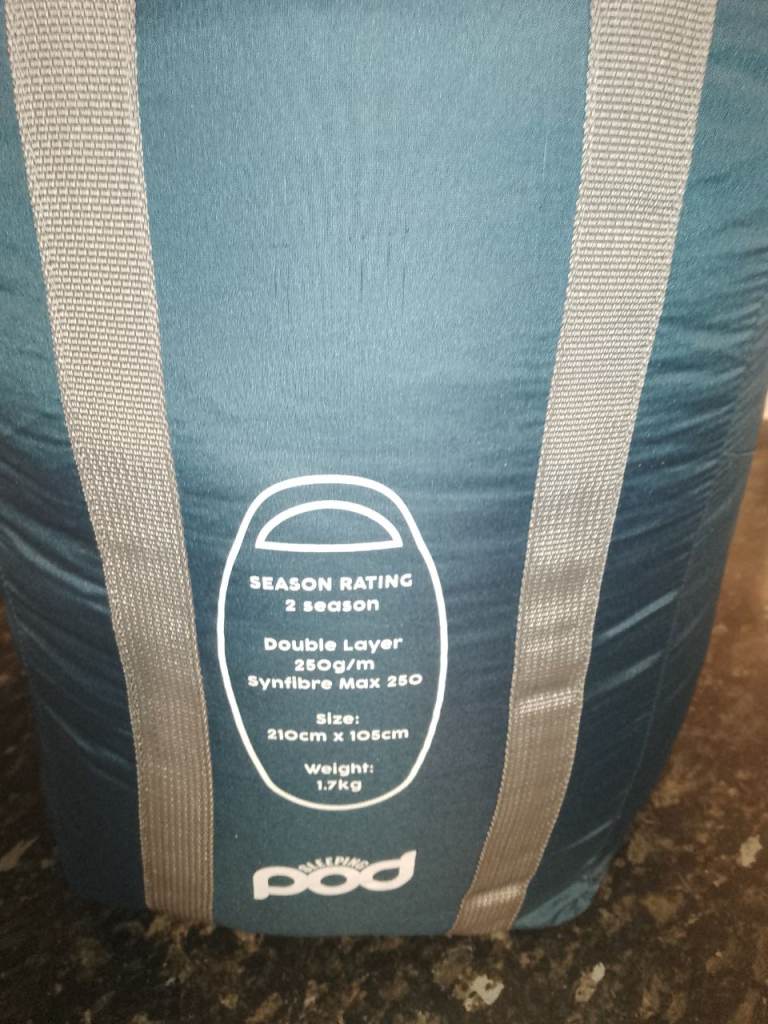 SEASON RATING
2 season
Double Layer
250g/m
Synfibre Max 250
Size:
210cm x 105cm
Weight:
1.7kg
SLEEPING
pod